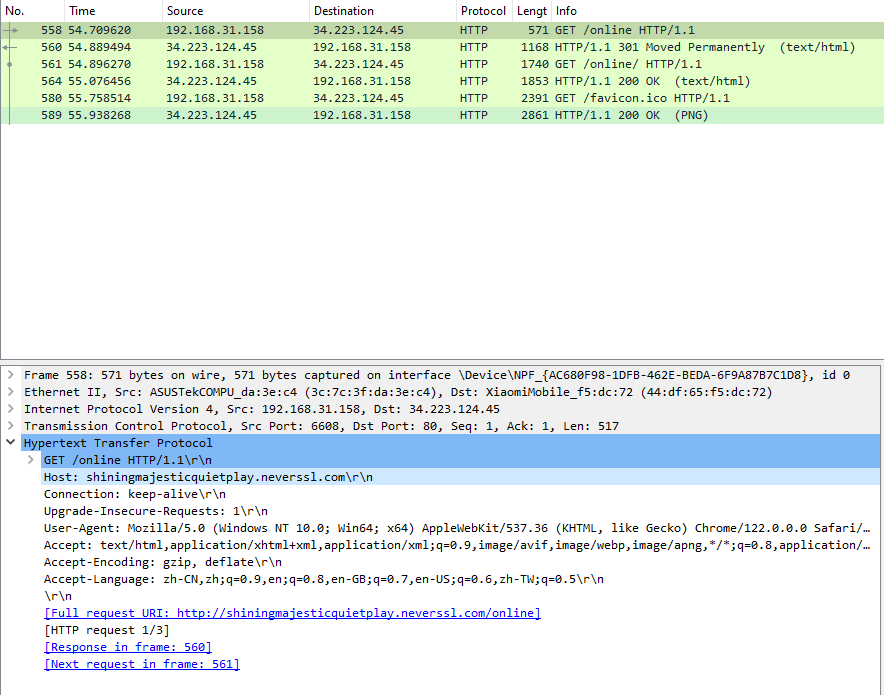 No. Time Source Destination Protocol Lengt Info
558 54.709620 192.168.31.158 34.223.124.45 HTTP 571 GET /online HTTP/1.1
560 54.889494 34.223.124.45 192.168.31.158 HTTP 1168 HTTP/1.1 301 Moved Permanently (text/html)
561 54.896270 192.168.31.158 34.223.124.45 HTTP 1740 GET /online/ HTTP/1.1
564 55.076456 34.223.124.45 192.168.31.158 HTTP 1853 HTTP/1.1 200 OK (text/html)
580 55.758514 192.168.31.158 34.223.124.45 HTTP 2391 GET /favicon.ico HTTP/1.1
589 55.938268 34.223.124.45 192.168.31.158 HTTP 2861 HTTP/1.1 200 OK (PNG)
Frame 558: 571 bytes on wire, 571 bytes captured on interface \Device\NPF_{AC680F98-1DFB-462E-BEDA-6F9A87B7C1D8}, id 0
Ethernet II, Src: ASUSTekCOMPU_da:3e:c4 (3c:7c:3f:da:3e:c4), Dst: XiaomiMobile_f5:dc:72 (44:df:65:f5:dc:72)
Internet Protocol Version 4, Src: 192.168.31.158, Dst: 34.223.124.45
Transmission Control Protocol, Src Port: 6608, Dst Port: 80, Seq: 1, Ack: 1, Len: 517
Hypertext Transfer Protocol
GET /online HTTP/1.1\r\n
Host: shiningmajesticquietplay.neverssl.com\r\n
Connection: keep-alive\r\n
Upgrade-Insecure-Requests: 1\r\n
User-Agent: Mozilla/5.0 (Windows NT 10.0; Win64; x64) AppleWebKit/537.36 (KHTML, like Gecko) Chrome/122.0.0.0 Safari/…
Accept: text/html,application/xhtml+xml,application/xml;q=0.9,image/avif,image/webp,image/apng,*/*;q=0.8,application/…
Accept-Encoding: gzip, deflate\r\n
Accept-Language: zh-CN,zh;q=0.9,en;q=0.8,en-GB;q=0.7,en-US;q=0.6,zh-TW;q=0.5\r\n
\r\n
[Full request URI: http://shiningmajesticquietplay.neverssl.com/online]
[HTTP request 1/3]
[Response in frame: 560]
[Next request in frame: 561]